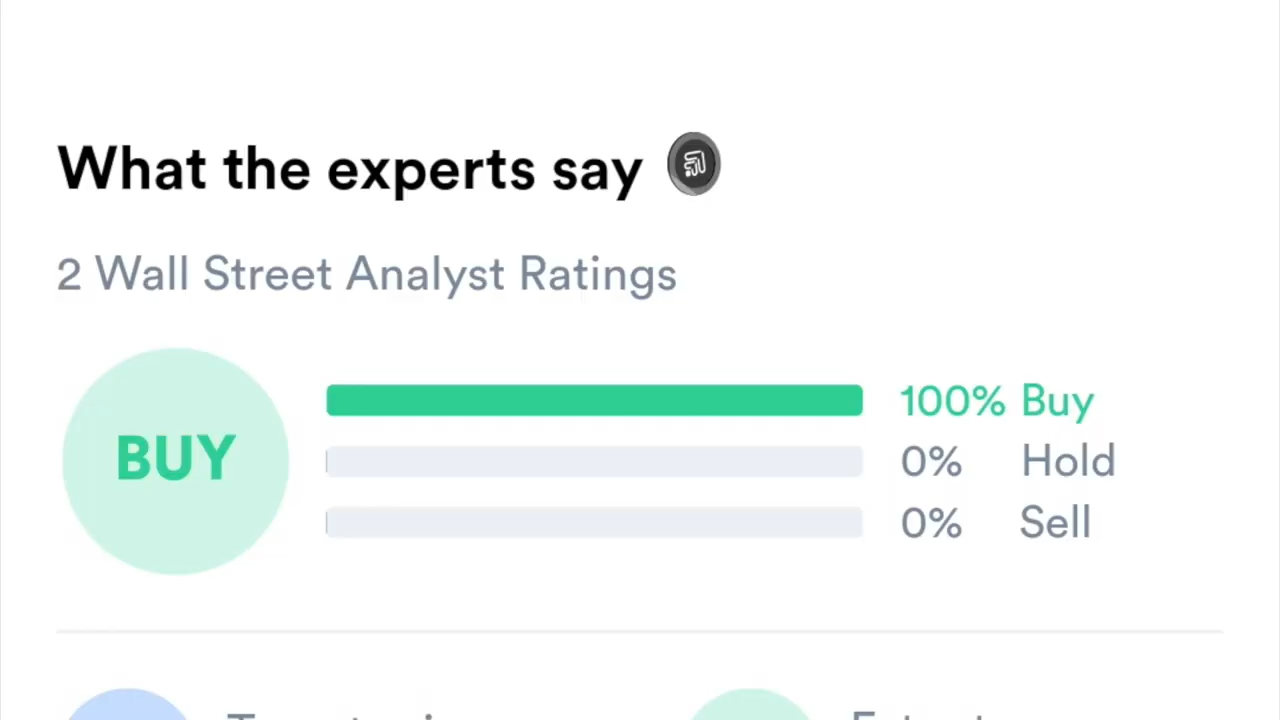 What the experts say
2 Wall Street Analyst Ratings
BUY
100% Buy
0% Hold
0% Sell